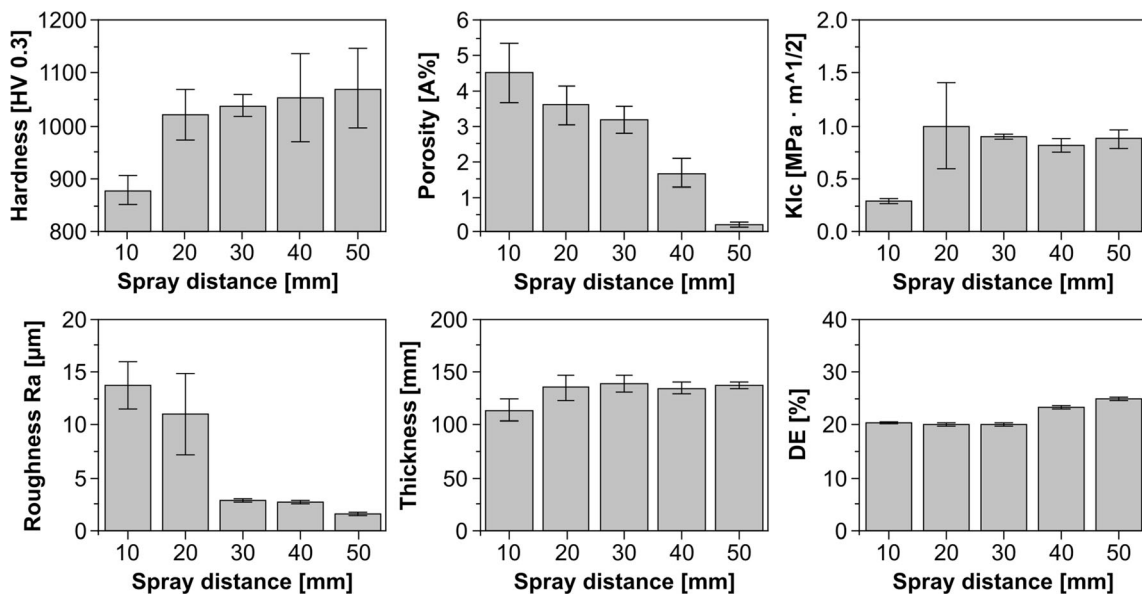 Hardness [HV 0.3]
1200
1100
1000
900
800
10 20 30 40 50
Spray distance [mm]
Porosity [A%]
6
5
4
3
2
1
0
10 20 30 40 50
Spray distance [mm]
KIc [MPa · m^1/2]
2.0
1.5
1.0
0.5
0.0
10 20 30 40 50
Spray distance [mm]
Roughness Ra [µm]
20
15
10
5
0
10 20 30 40 50
Spray distance [mm]
Thickness [mm]
200
150
100
50
0
10 20 30 40 50
Spray distance [mm]
DE [%]
40
30
20
10
0
10 20 30 40 50
Spray distance [mm]